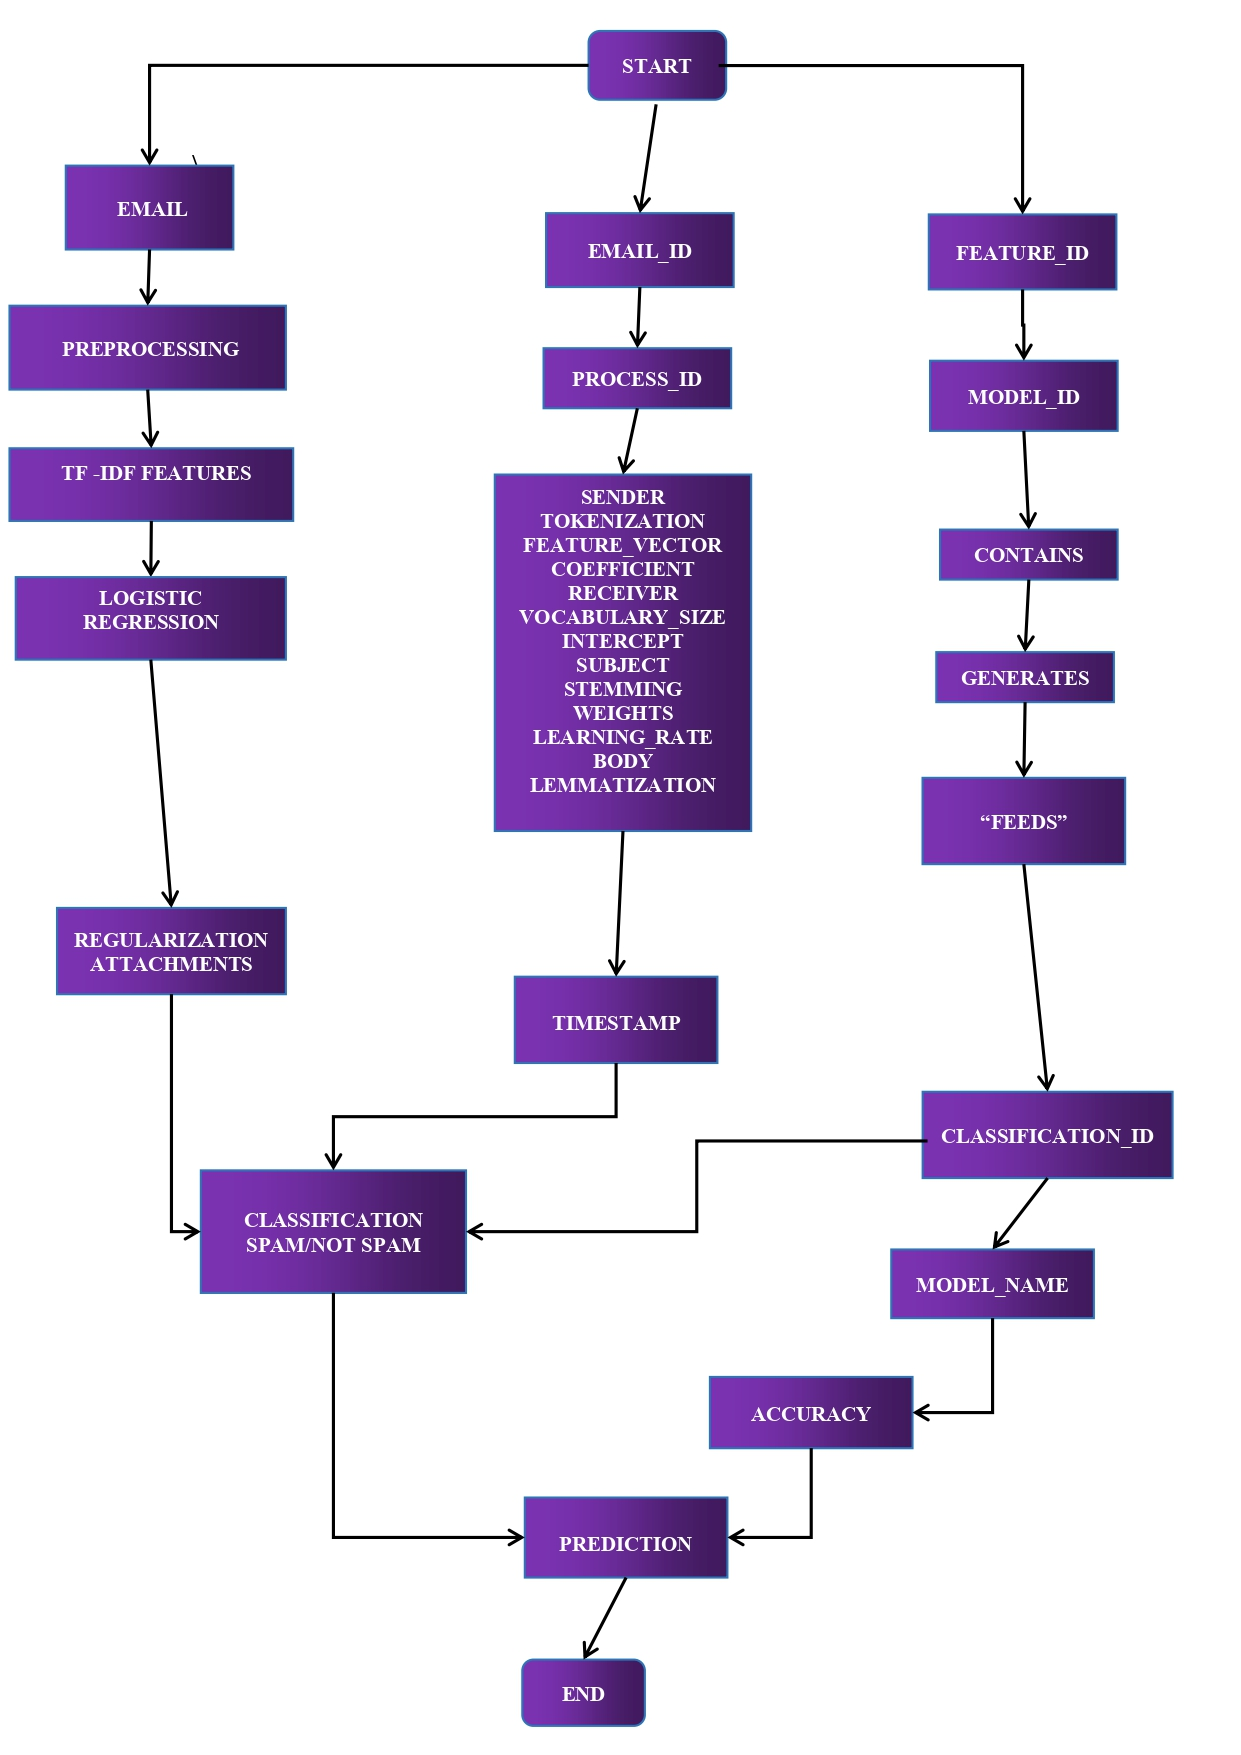 START
EMAIL
PREPROCESSING
TF -IDF FEATURES
LOGISTIC
REGRESSION
REGULARIZATION
ATTACHMENTS
EMAIL_ID
PROCESS_ID
SENDER
TOKENIZATION
FEATURE_VECTOR
COEFFICIENT
RECEIVER
VOCABULARY_SIZE
INTERCEPT
SUBJECT
STEMMING
WEIGHTS
LEARNING_RATE
BODY
LEMMATIZATION
TIMESTAMP
FEATURE_ID
MODEL_ID
CONTAINS
GENERATES
“FEEDS”
CLASSIFICATION_ID
CLASSIFICATION
SPAM/NOT SPAM
MODEL_NAME
ACCURACY
PREDICTION
END